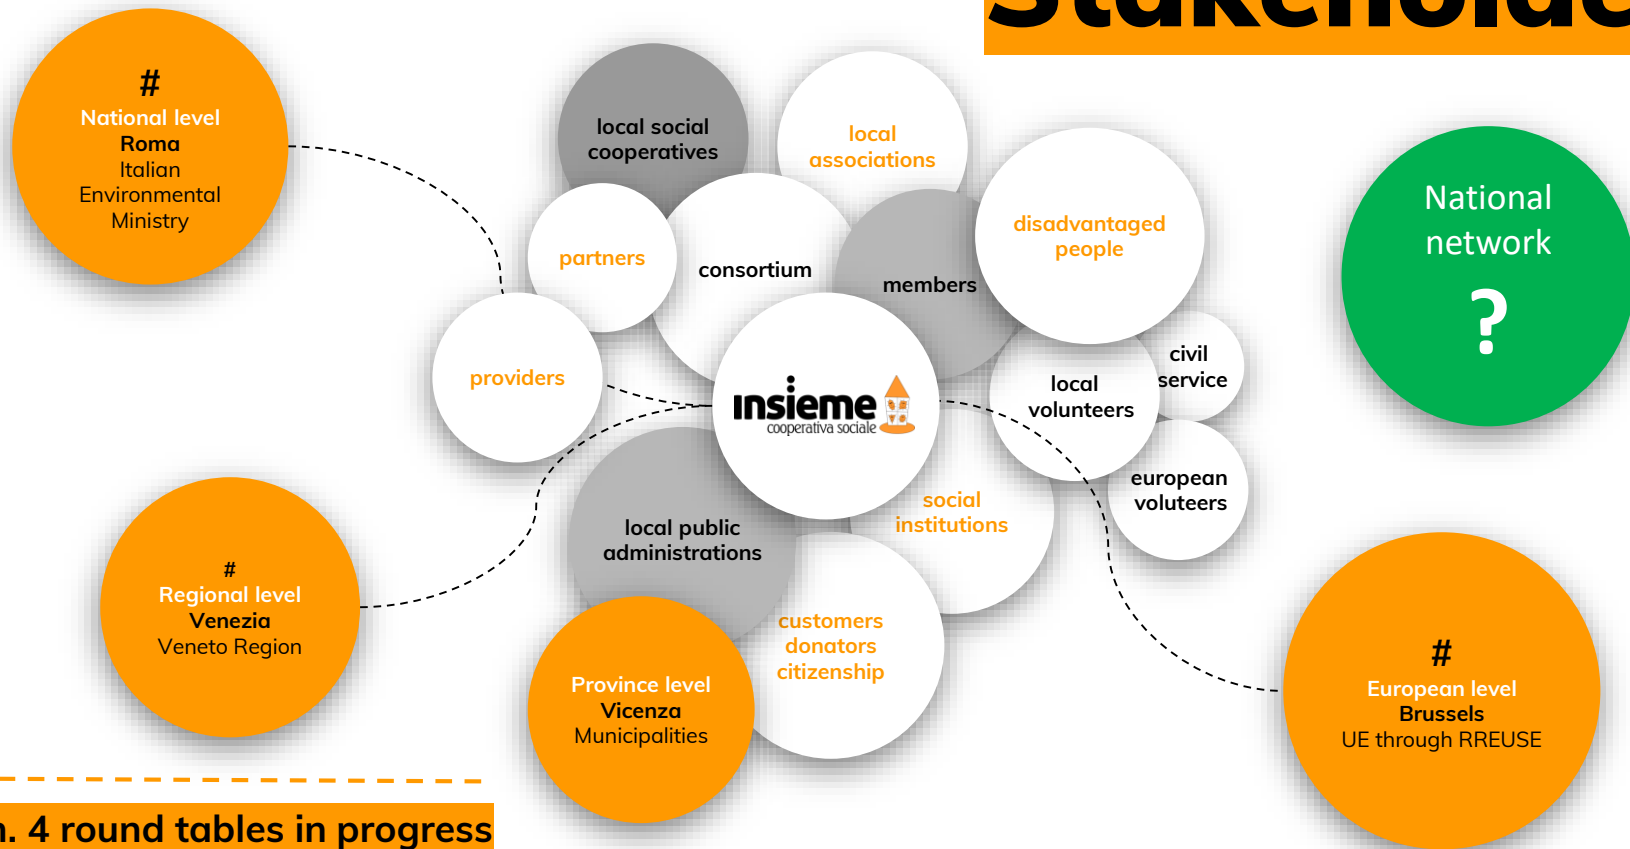 Stakeholde
#
National level
Roma
Italian
Environmental
Ministry
local social
cooperatives
local
associations
disadvantaged
people
National
network
?
partners
consortium
members
providers
civil
service
local
volunteers
insieme
cooperativa sociale
european
voluteers
social
institutions
local public
administrations
#
Regional level
Venezia
Veneto Region
customers
donators
citizenship
Province level
Vicenza
Municipalities
#
European level
Brussels
UE through RREUSE
n. 4 round tables in progress